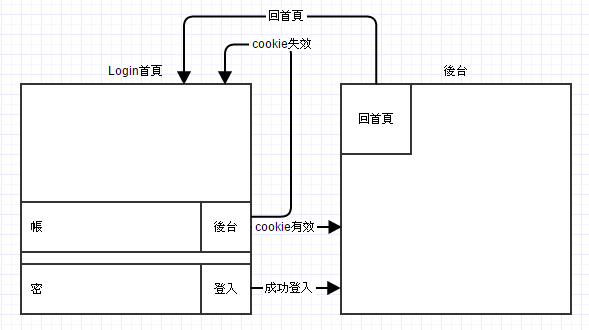 回首頁
cookie失效
Login首頁
後台
回首頁
帳
後台
cookie有效
密
登入
成功登入